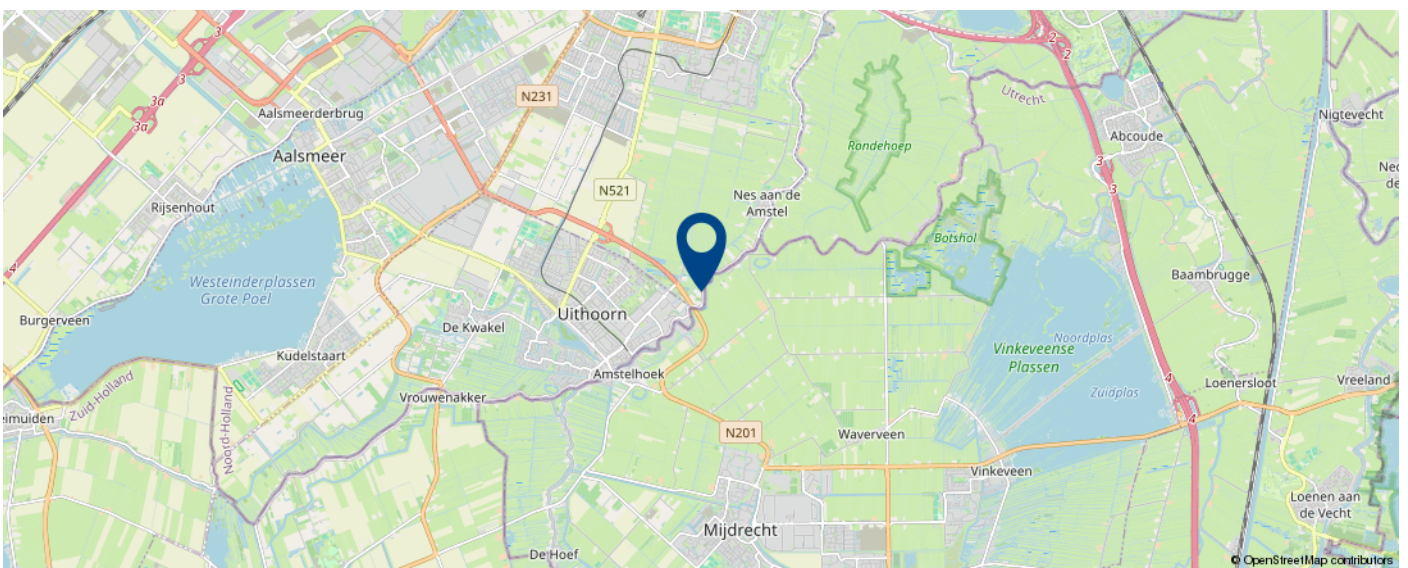 3
2
2
3
3a
3a
N231
Utrecht
Aalsmeerderbrug
Nigtevecht
Abcoude
Rondehoep
Aalsmeer
3
3
N521
Nes aan de
Amstel
Rijsenhout
Botshol
4
Baambrugge
Westeinderplassen
Grote Poel
Uithoorn
Burgerveen
De Kwakel
Noordplas
Vinkeveense
Plassen
Kudelstaart
Amstelhoek
4
Loenersloot
Vreeland
Zuid-Holland
Noord-Holland
Vrouwenakker
Zuidplas
4
eimuiden
N201
Waverveen
Vinkeveen
Loenen aan
de Vecht
Mijdrecht
De Hoef
© OpenStreetMap contributors